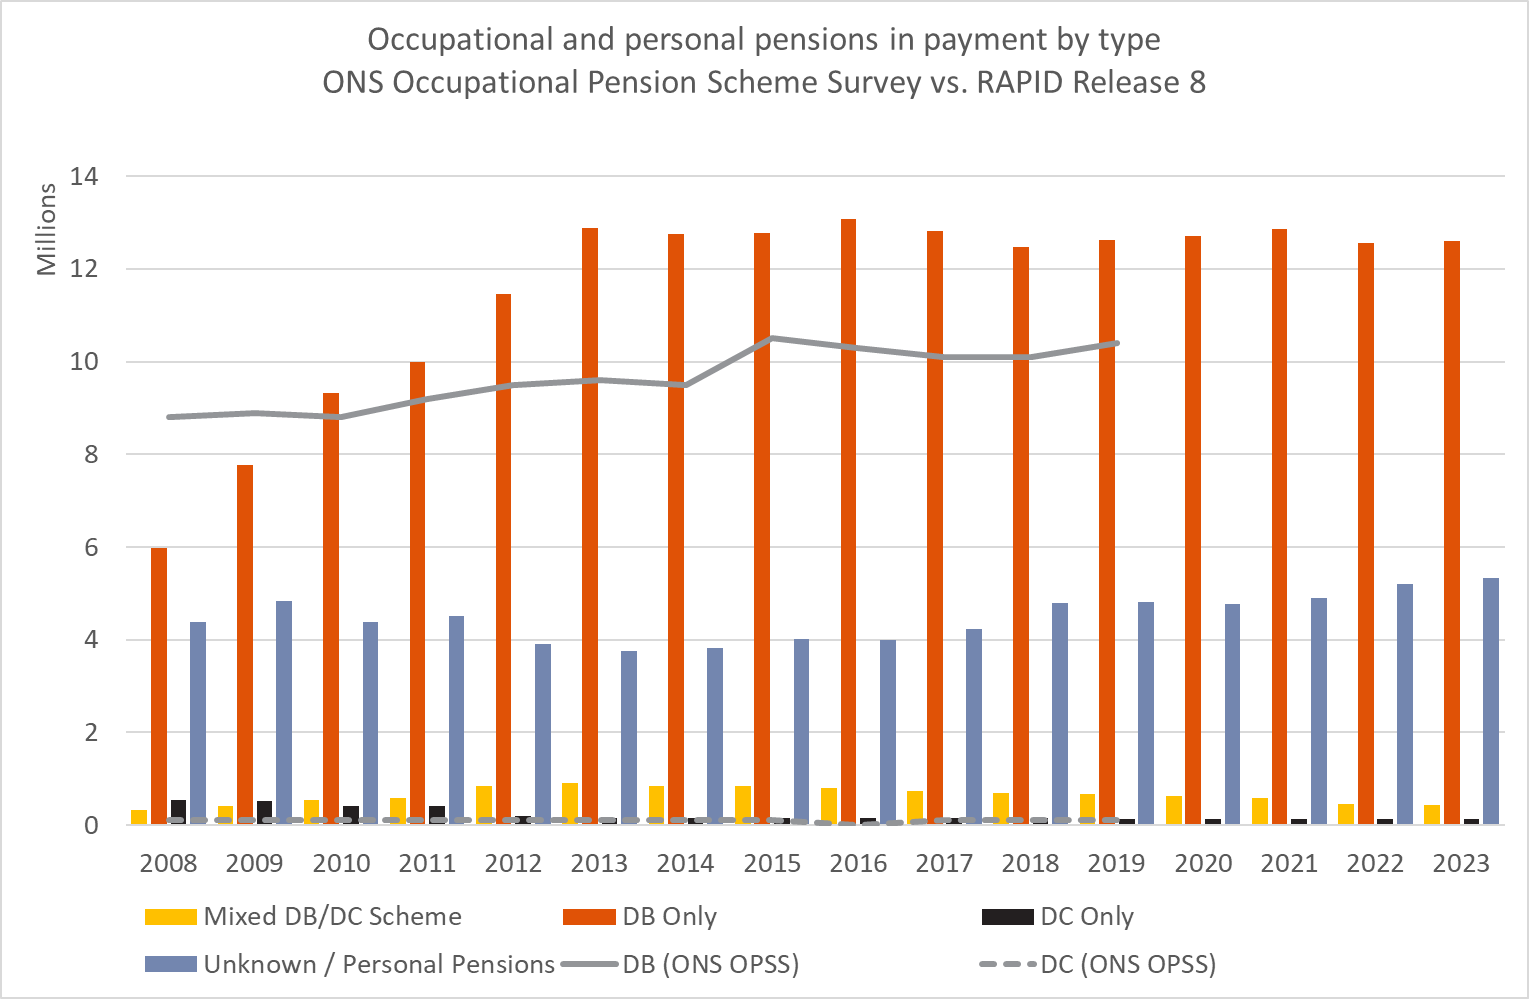 Occupational and personal pensions in payment by type
ONS Occupational Pension Scheme Survey vs. RAPID Release 8
Millions
14
12
10
8
6
4
2
0
2008 2009 2010 2011 2012 2013 2014 2015 2016 2017 2018 2019 2020 2021 2022 2023
Mixed DB/DC Scheme DB Only DC Only
Unknown / Personal Pensions DB (ONS OPSS) DC (ONS OPSS)